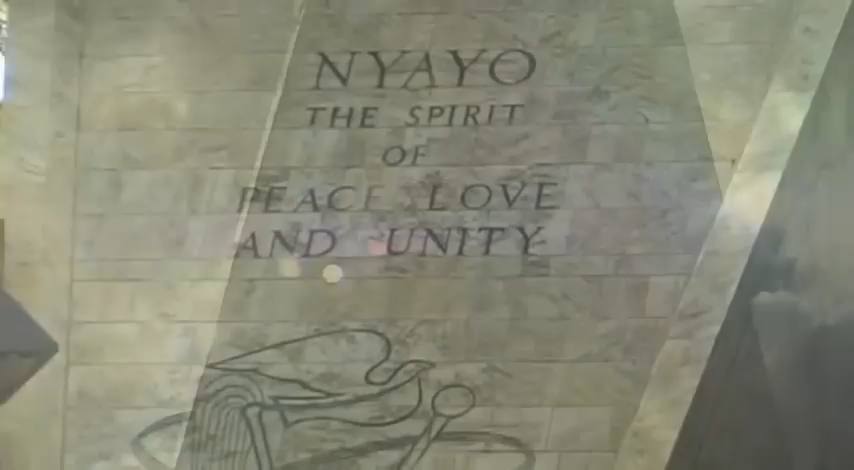 NYAYO
THE SPIRIT
OF
PEACE LOVE
AND UNITY